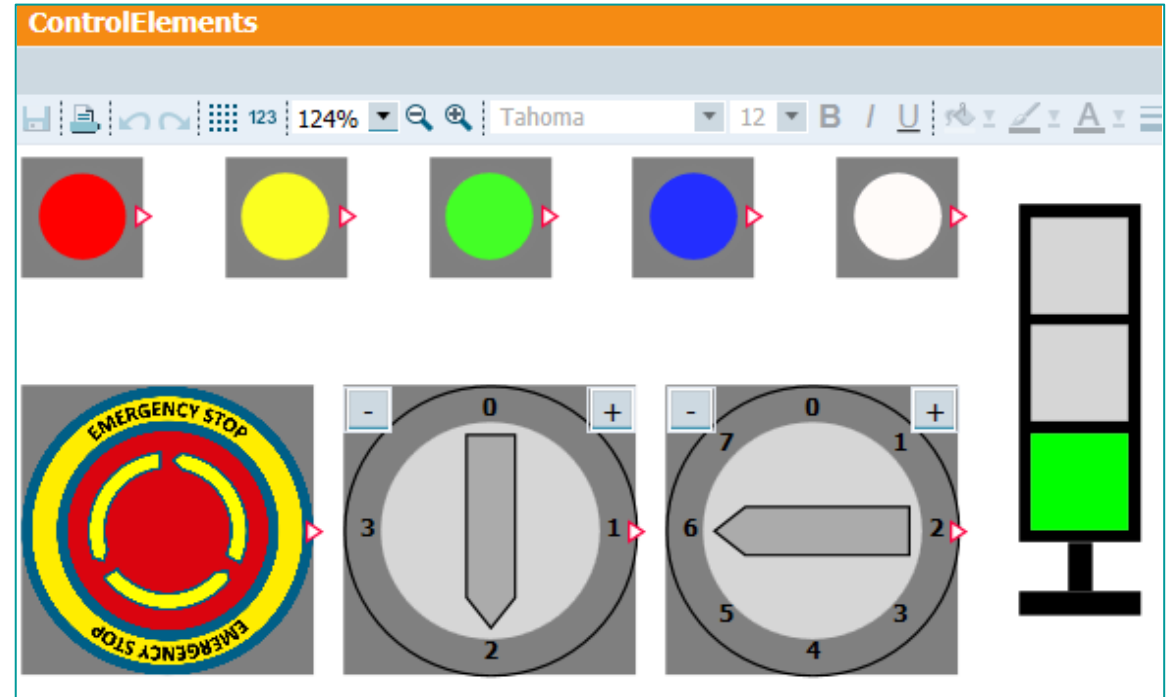 ControlElements
123 124% Tahoma 12 B I U A
EMERGENCY STOP
EMERGENCY STOP
- 0 +
3 1
2
- 0 +
7 1
6 2
5 3
4